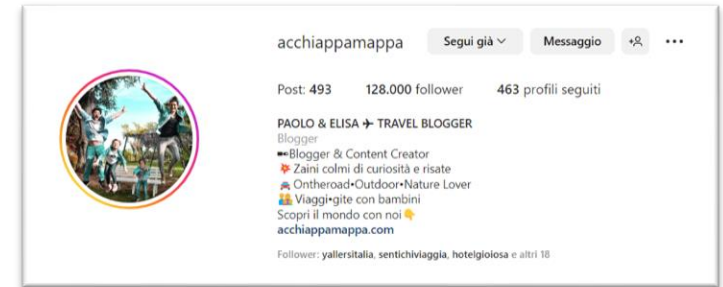 acchiappamappa Segui già Messaggio
Post: 493 128.000 follower 463 profili seguiti
PAOLO & ELISA ✈ TRAVEL BLOGGER
Blogger
Blogger & Content Creator
Zaini colmi di curiosità e risate
Ontheroad•Outdoor•Nature Lover
Viaggi•gite con bambini
Scopri il mondo con noi👇
acchiappamappa.com
Follower: yallersitalia, sentichiviaggia, hotelgioiosa e altri 18